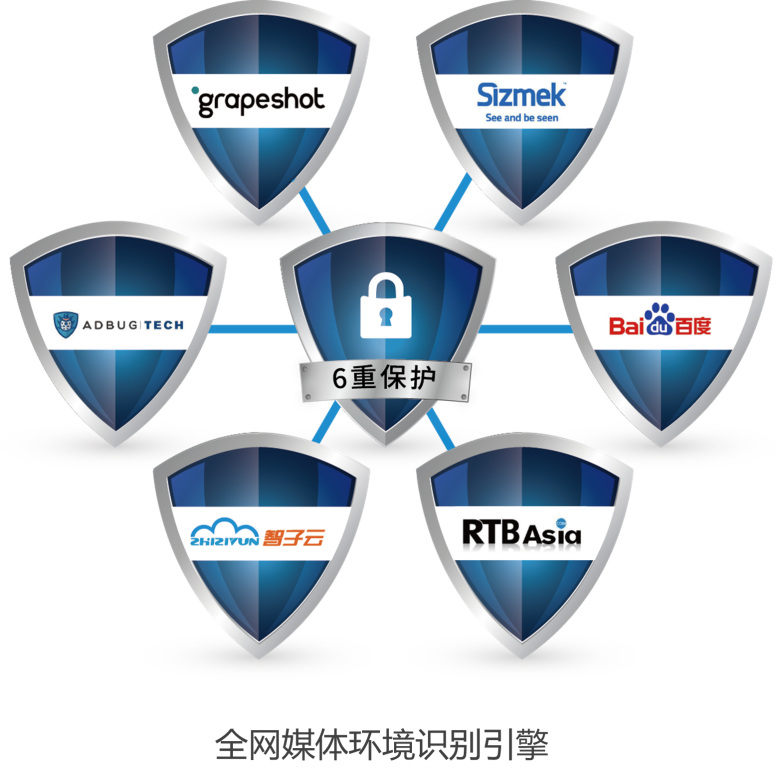 grapeshot
Sizmek
See and be seen
ADBUG TECH
6重保护
Bai du 百度
ZHIZIYUN 智子云
RTB Asia
全网媒体环境识别引擎